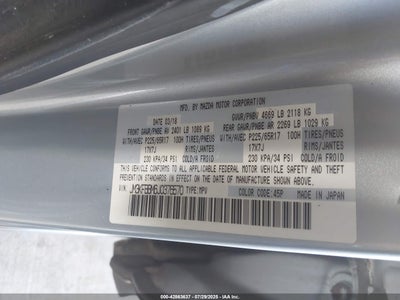 MFD. BY MAZDA MOTOR CORPORATION
DATE 03/18 GVWR/PNBV 4669 LB 2118 KG
FRONT GAWR/PNBE AV 2401 LB 1089 KG REAR GAWR/PNBE AR 2269 LB 1029 KG
WITH/AVEC P225/65R17 100H TIRES/PNEUS WITH/AVEC P225/65R17 100H TIRES/PNEUS
17X7J RIMS/JANTES 17X7J RIMS/JANTES
230 KPA/34 PSI COLD/A FROID 230 KPA/34 PSI COLD/A FROID
THIS VEHICLE CONFORMS TO ALL APPLICABLE FEDERAL MOTOR VEHICLE SAFETY AND
THEFT PREVENTION STANDARDS IN EFFECT ON THE DATE OF MANUFACTURE SHOWN ABOVE.
VIN: TYPE: MPV COLOR CODE: 45P MADE IN JAPAN
000-42863637 - 07/29/2025 - WWW.IAAI.COM